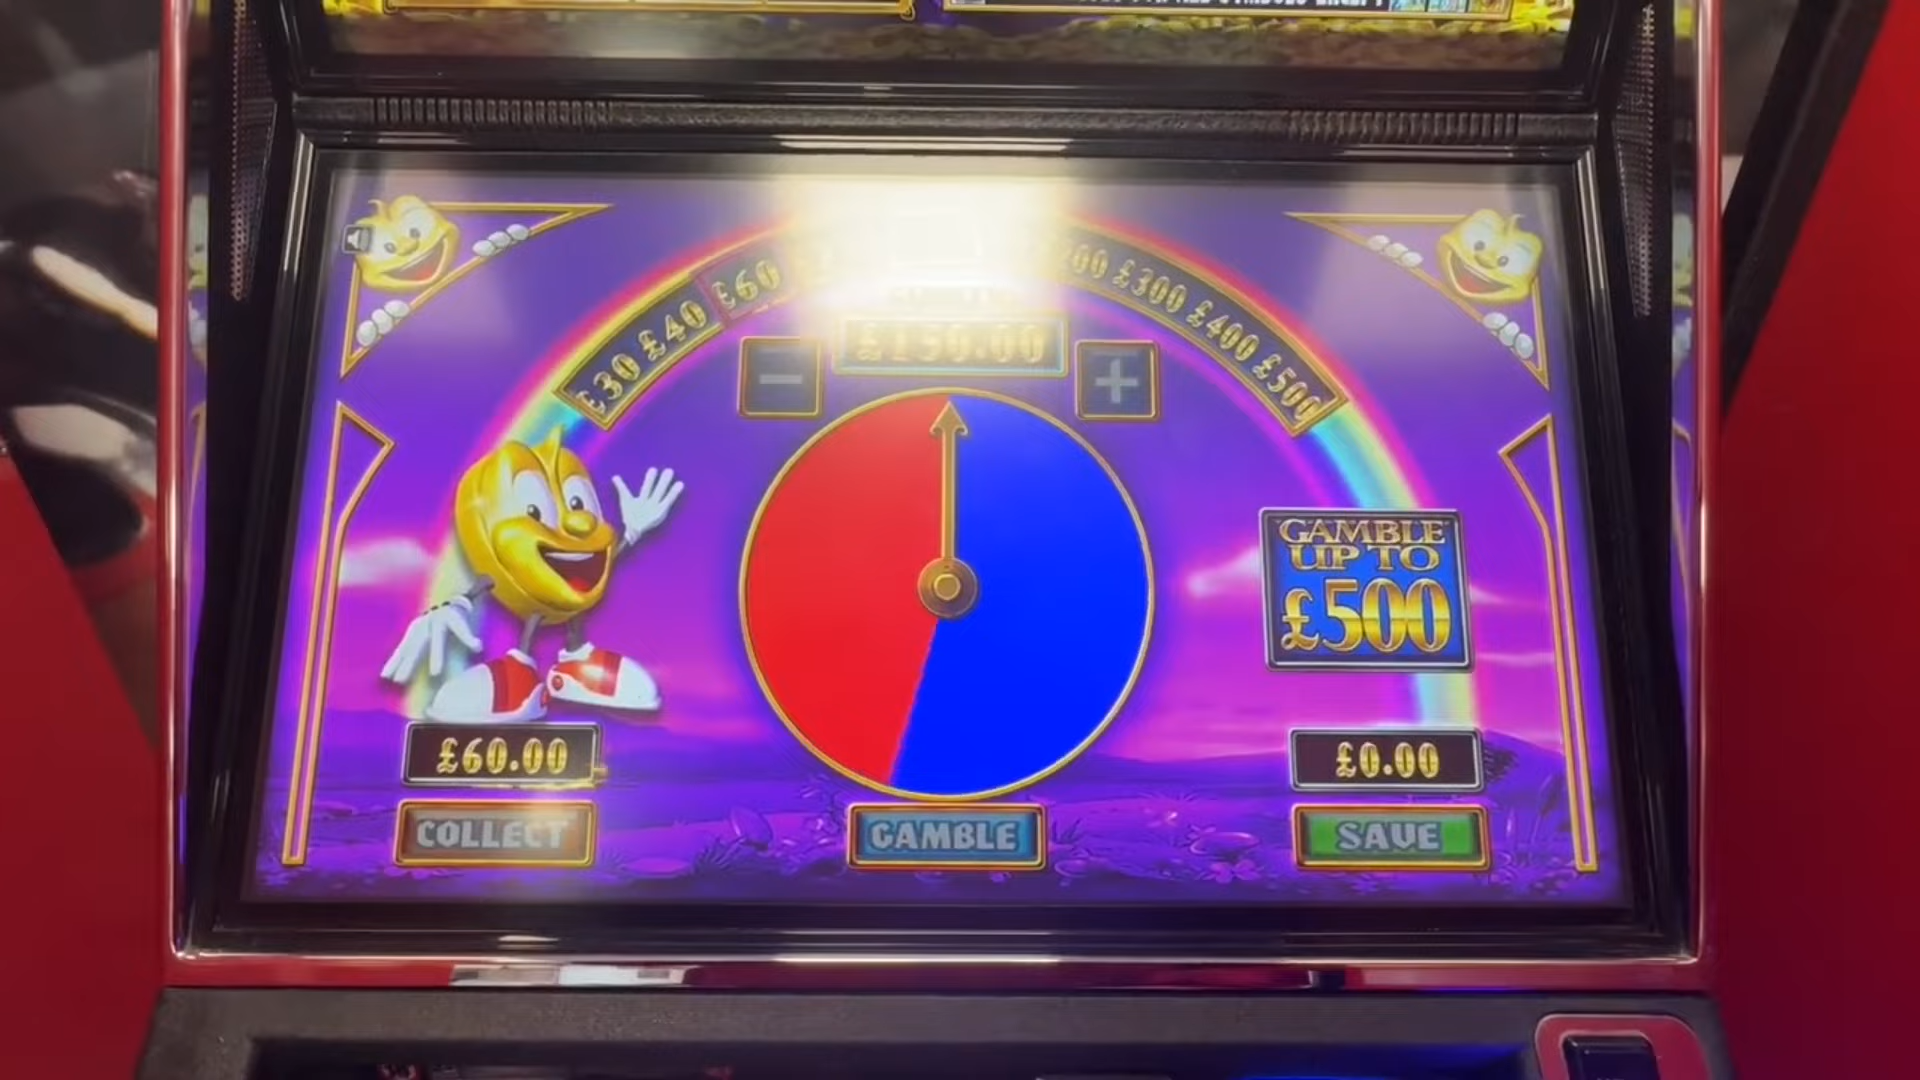 £30 £40 £60
£300 £400 £500
£150.00
−
+
GAMBLE
UP TO
£500
£60.00
£0.00
COLLECT
GAMBLE
SAVE